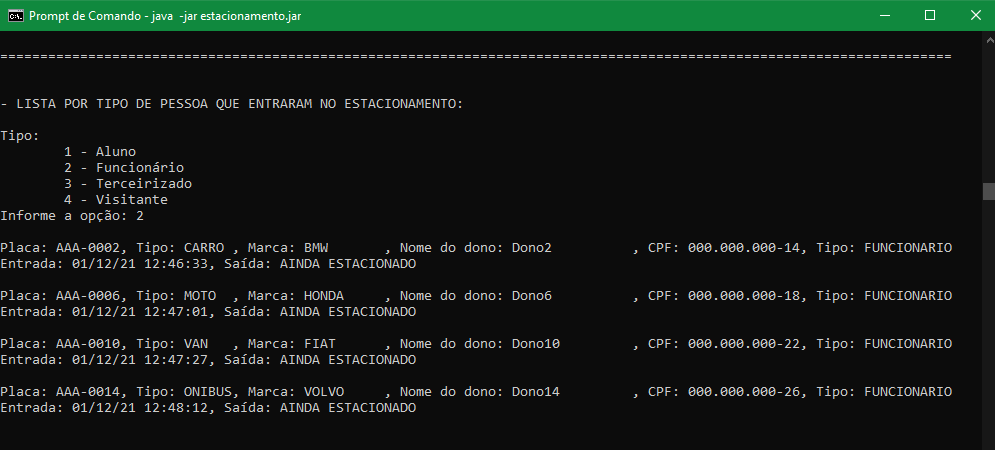 Prompt de Comando - java  -jar estacionamento.jar
=======================================================================================================================
- LISTA POR TIPO DE PESSOA QUE ENTRARAM NO ESTACIONAMENTO:
Tipo:
        1 - Aluno
        2 - Funcionário
        3 - Terceirizado
        4 - Visitante
Informe a opção: 2
Placa: AAA-0002, Tipo: CARRO , Marca: BMW       , Nome do dono: Dono2          , CPF: 000.000.000-14, Tipo: FUNCIONARIO
Entrada: 01/12/21 12:46:33, Saída: AINDA ESTACIONADO
Placa: AAA-0006, Tipo: MOTO  , Marca: HONDA     , Nome do dono: Dono6          , CPF: 000.000.000-18, Tipo: FUNCIONARIO
Entrada: 01/12/21 12:47:01, Saída: AINDA ESTACIONADO
Placa: AAA-0010, Tipo: VAN   , Marca: FIAT      , Nome do dono: Dono10         , CPF: 000.000.000-22, Tipo: FUNCIONARIO
Entrada: 01/12/21 12:47:27, Saída: AINDA ESTACIONADO
Placa: AAA-0014, Tipo: ONIBUS, Marca: VOLVO     , Nome do dono: Dono14         , CPF: 000.000.000-26, Tipo: FUNCIONARIO
Entrada: 01/12/21 12:48:12, Saída: AINDA ESTACIONADO